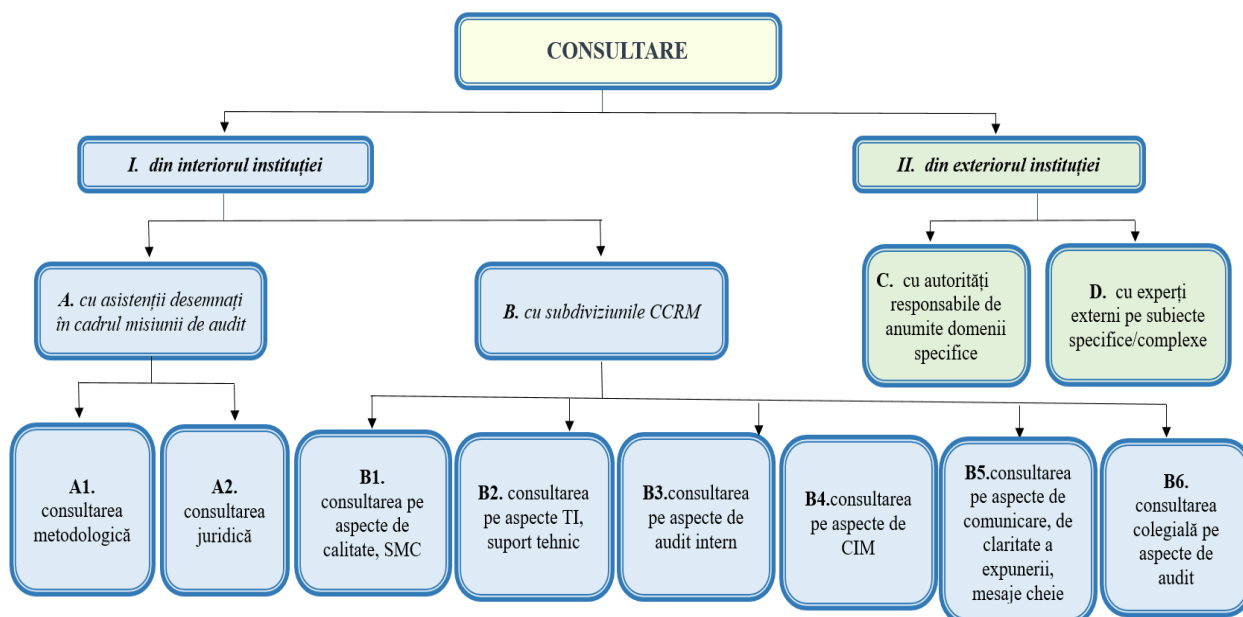 CONSULTARE
I. din interiorul instituției
II. din exteriorul instituției
A. cu asistenții desemnați
în cadrul misiunii de audit
B. cu subdiviziunile CCRM
C. cu autorități
responsabile de
anumite domenii
specifice
D. cu experți
externi pe subiecte
specifice/complexe
A1.
consultarea
metodologică
A2.
consultarea
juridică
B1.
consultarea pe
aspecte de
calitate, SMC
B2. consultarea
pe aspecte TI,
suport tehnic
B3.consultarea
pe aspecte de
audit intern
B4.consultarea
pe aspecte de
CIM
B5.consultarea
pe aspecte de
comunicare, de
claritate a
expunerii,
mesaje cheie
B6.
consultarea
colegială pe
aspecte de
audit